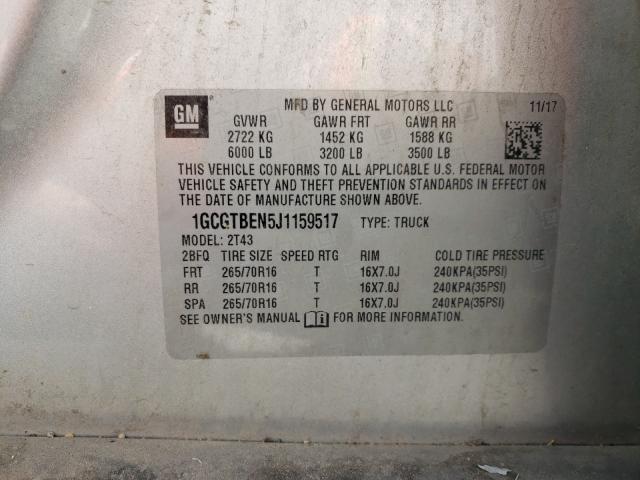 GM
MFD BY GENERAL MOTORS LLC 11/17
GVWR GAWR FRT GAWR RR
2722 KG 1452 KG 1588 KG
6000 LB 3200 LB 3500 LB
THIS VEHICLE CONFORMS TO ALL APPLICABLE U.S. FEDERAL MOTOR
VEHICLE SAFETY AND THEFT PREVENTION STANDARDS IN EFFECT ON
THE DATE OF MANUFACTURE SHOWN ABOVE.
1GCGTBEN5J1159517 TYPE: TRUCK
MODEL: 2T43
2BFQ TIRE SIZE SPEED RTG RIM COLD TIRE PRESSURE
FRT 265/70R16 T 16X7.0J 240KPA(35PSI)
RR 265/70R16 T 16X7.0J 240KPA(35PSI)
SPA 265/70R16 T 16X7.0J 240KPA(35PSI)
SEE OWNER'S MANUAL FOR MORE INFORMATION.